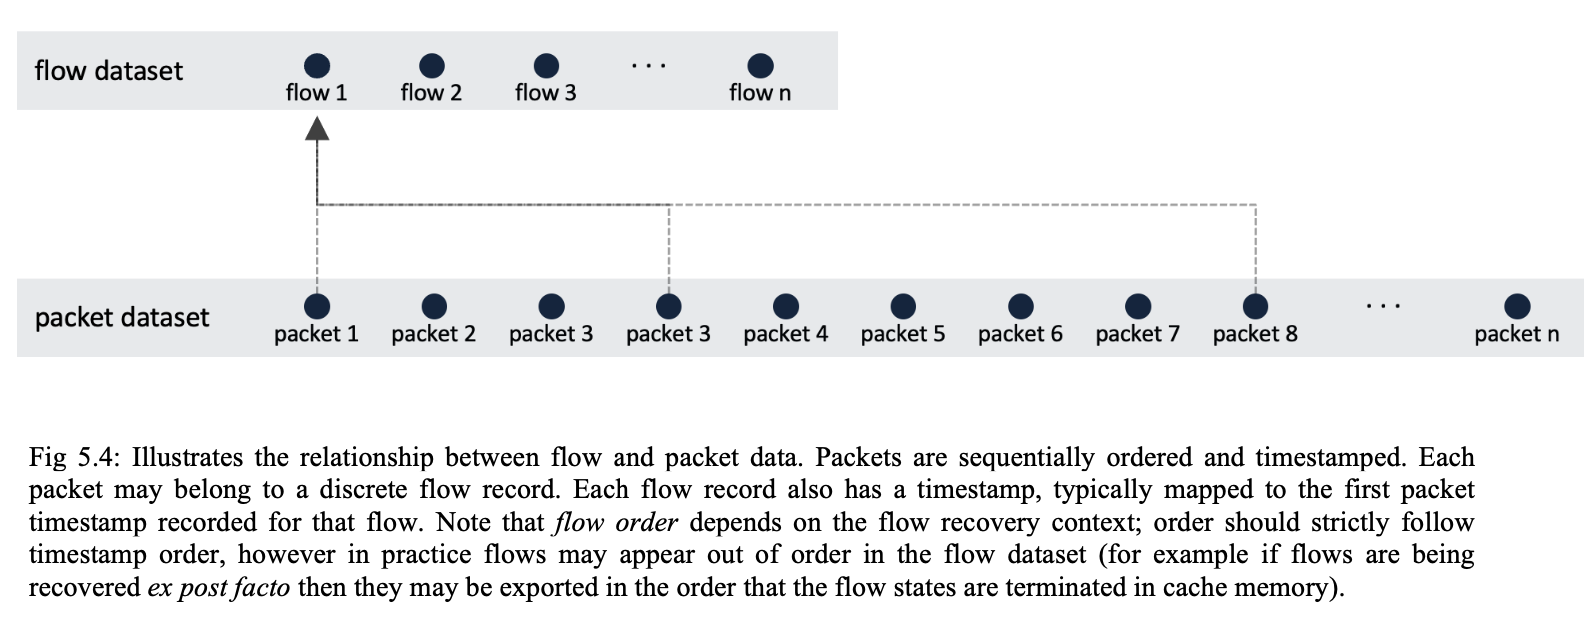 flow dataset
· · ·
flow 1 flow 2 flow 3 flow n
packet dataset
· · ·
packet 1 packet 2 packet 3 packet 3 packet 4 packet 5 packet 6 packet 7 packet 8 packet n
Fig 5.4: Illustrates the relationship between flow and packet data. Packets are sequentially ordered and timestamped. Each
packet may belong to a discrete flow record. Each flow record also has a timestamp, typically mapped to the first packet
timestamp recorded for that flow. Note that flow order depends on the flow recovery context; order should strictly follow
timestamp order, however in practice flows may appear out of order in the flow dataset (for example if flows are being
recovered ex post facto then they may be exported in the order that the flow states are terminated in cache memory).